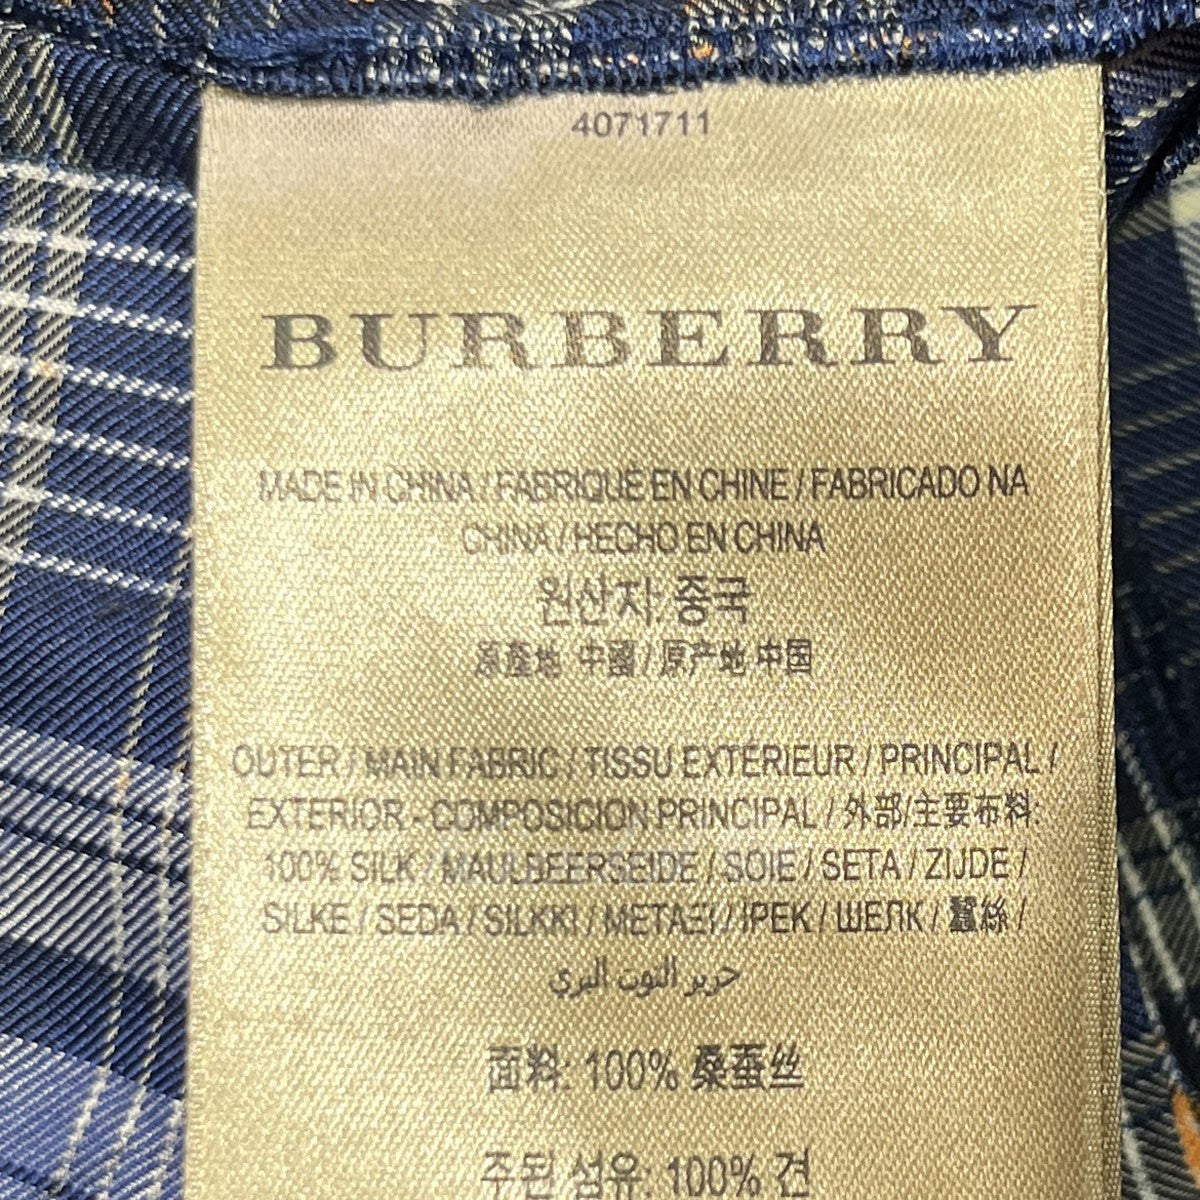 4071711
BURBERRY
MADE IN CHINA / FABRIQUE EN CHINE / FABRICADO NA
CHINA / HECHO EN CHINA
원산지: 중국
原産地 中國 / 原产地 中国
OUTER / MAIN FABRIC / TISSU EXTERIEUR / PRINCIPAL /
EXTERIOR - COMPOSICION PRINCIPAL / 外部/主要布料:
100% SILK / MAULBEERSEIDE / SOIE / SETA / ZIJDE /
SILKE / SEDA / SILKKI / ΜΕΤΑΞΙ / IPEK / ШЕЛК / 蠶絲 /
حرير التوت البري
面料: 100% 桑蚕丝
주된 섬유: 100% 견